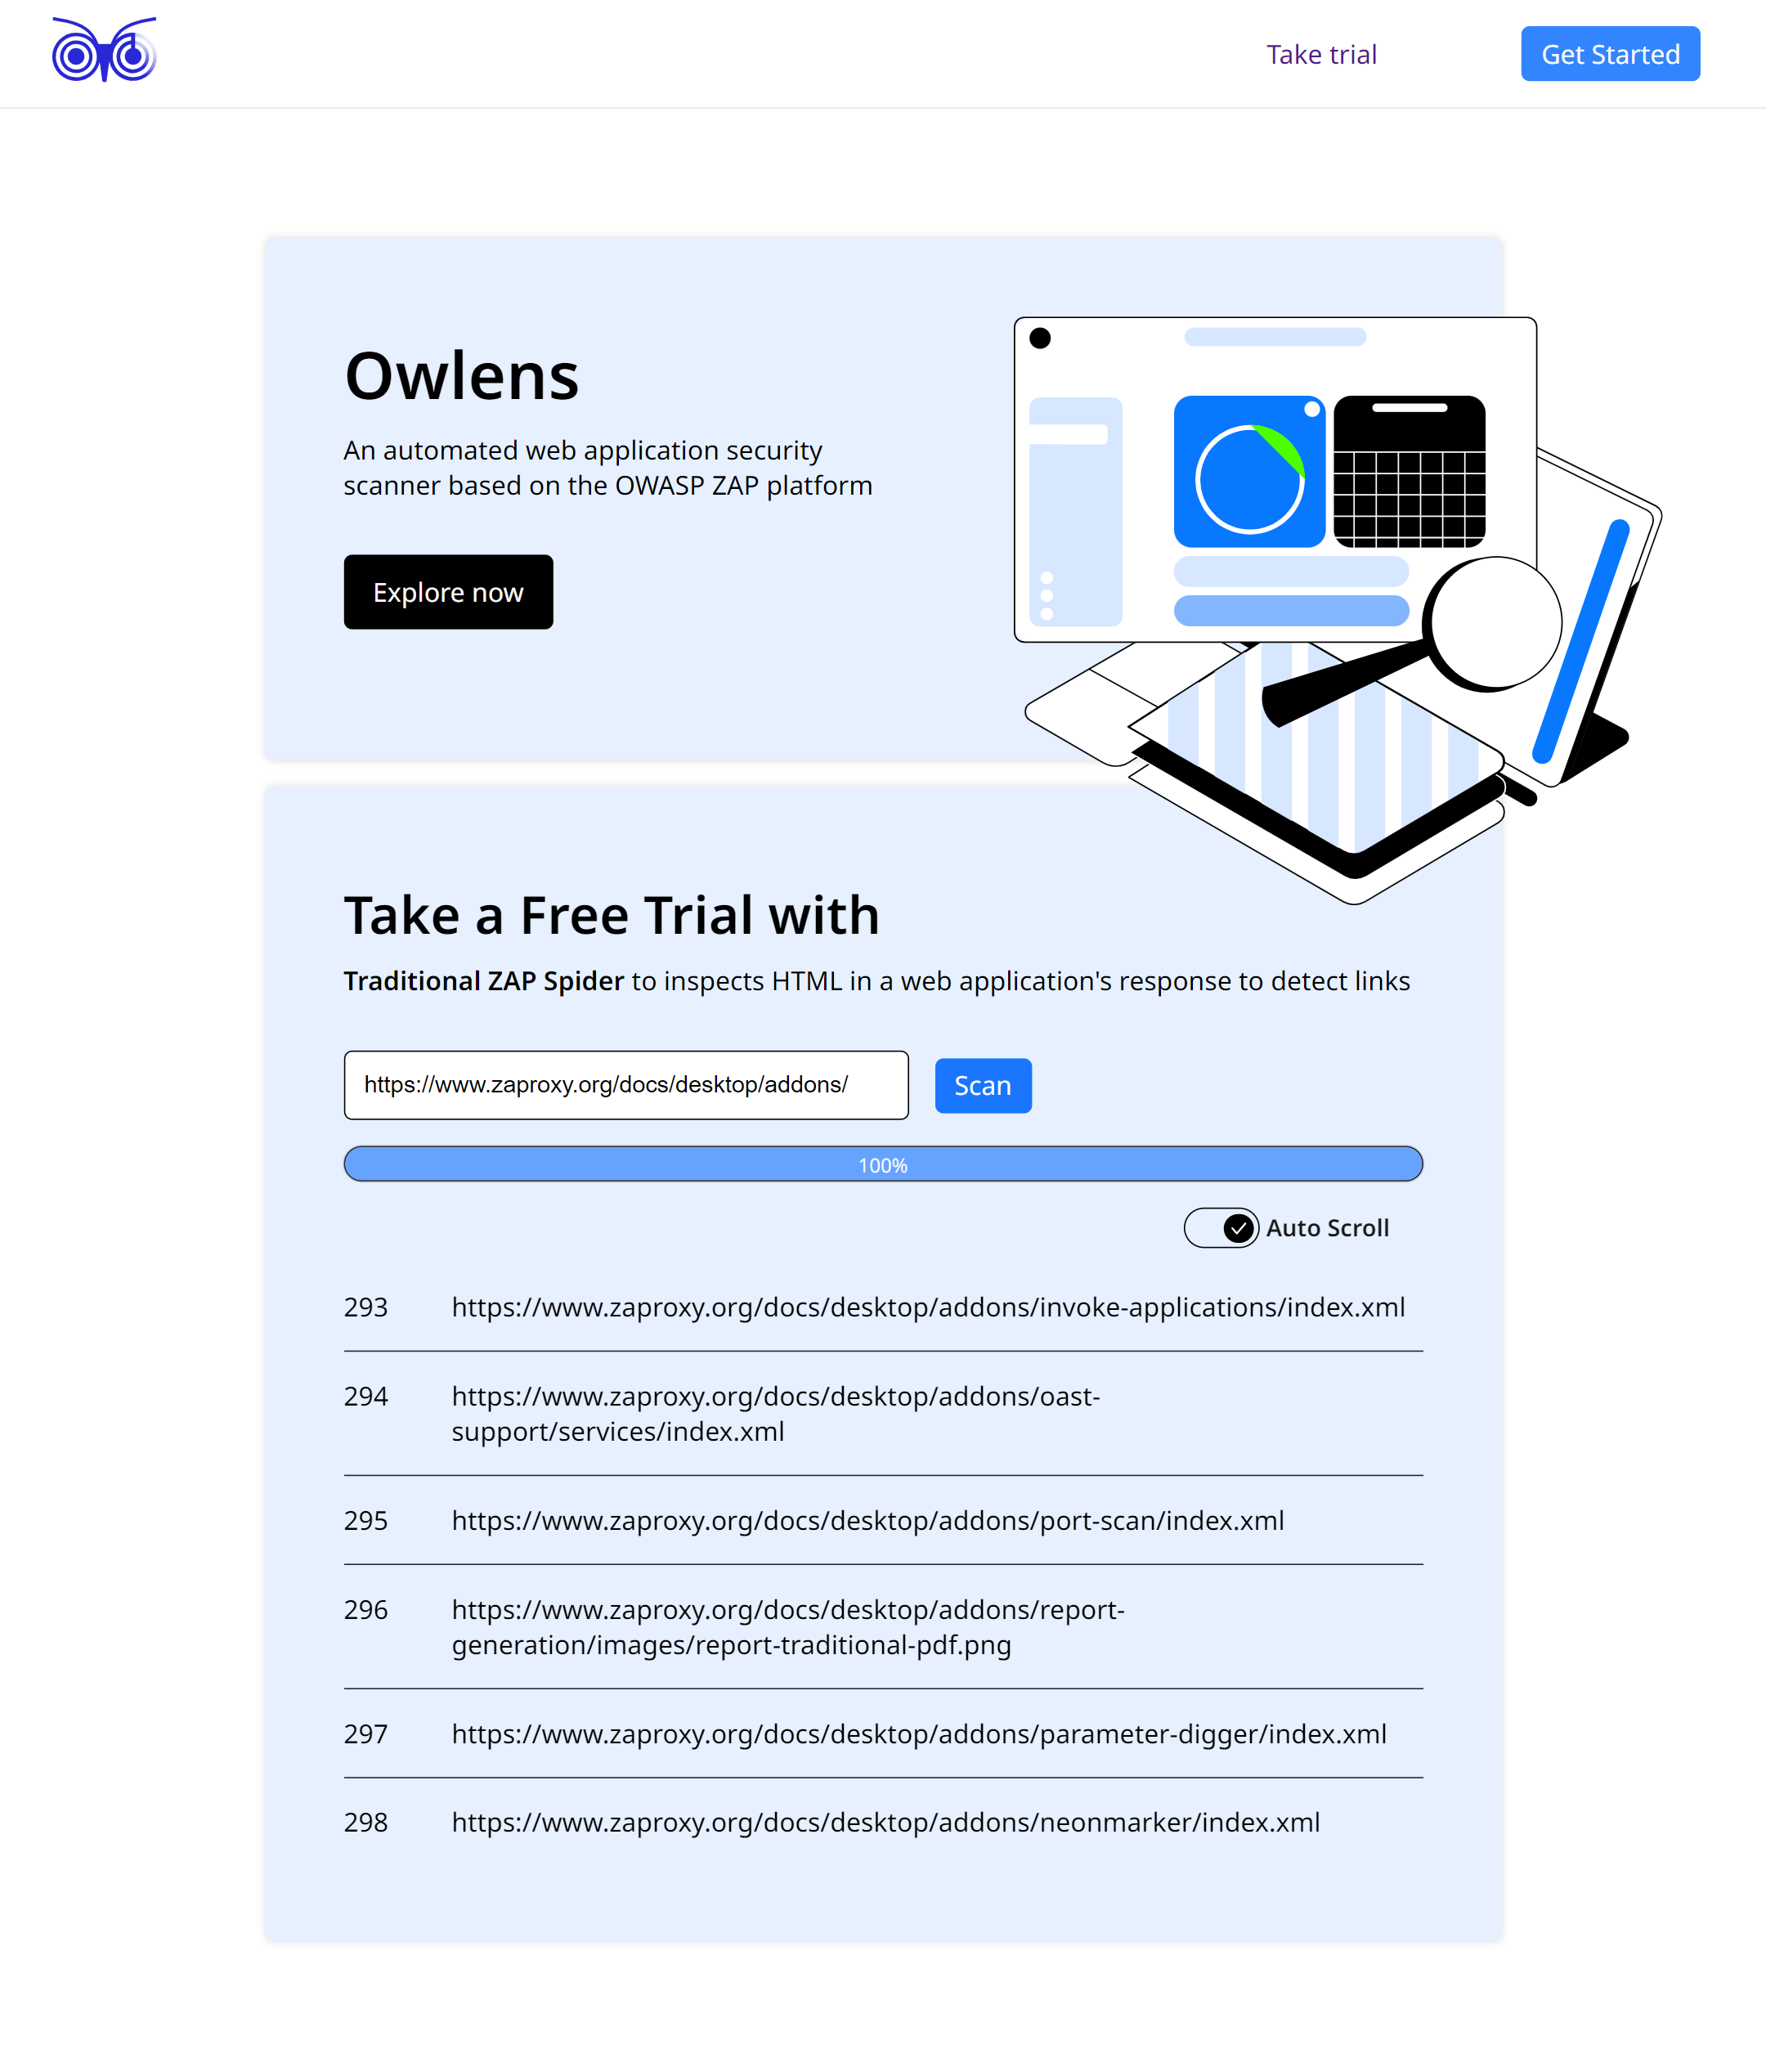 Take trial
Get Started
Owlens
An automated web application security
scanner based on the OWASP ZAP platform
Explore now
Take a Free Trial with
Traditional ZAP Spider to inspects HTML in a web application's response to detect links
https://www.zaproxy.org/docs/desktop/addons/
Scan
100%
Auto Scroll
293 https://www.zaproxy.org/docs/desktop/addons/invoke-applications/index.xml
294 https://www.zaproxy.org/docs/desktop/addons/oast-
support/services/index.xml
295 https://www.zaproxy.org/docs/desktop/addons/port-scan/index.xml
296 https://www.zaproxy.org/docs/desktop/addons/report-
generation/images/report-traditional-pdf.png
297 https://www.zaproxy.org/docs/desktop/addons/parameter-digger/index.xml
298 https://www.zaproxy.org/docs/desktop/addons/neonmarker/index.xml